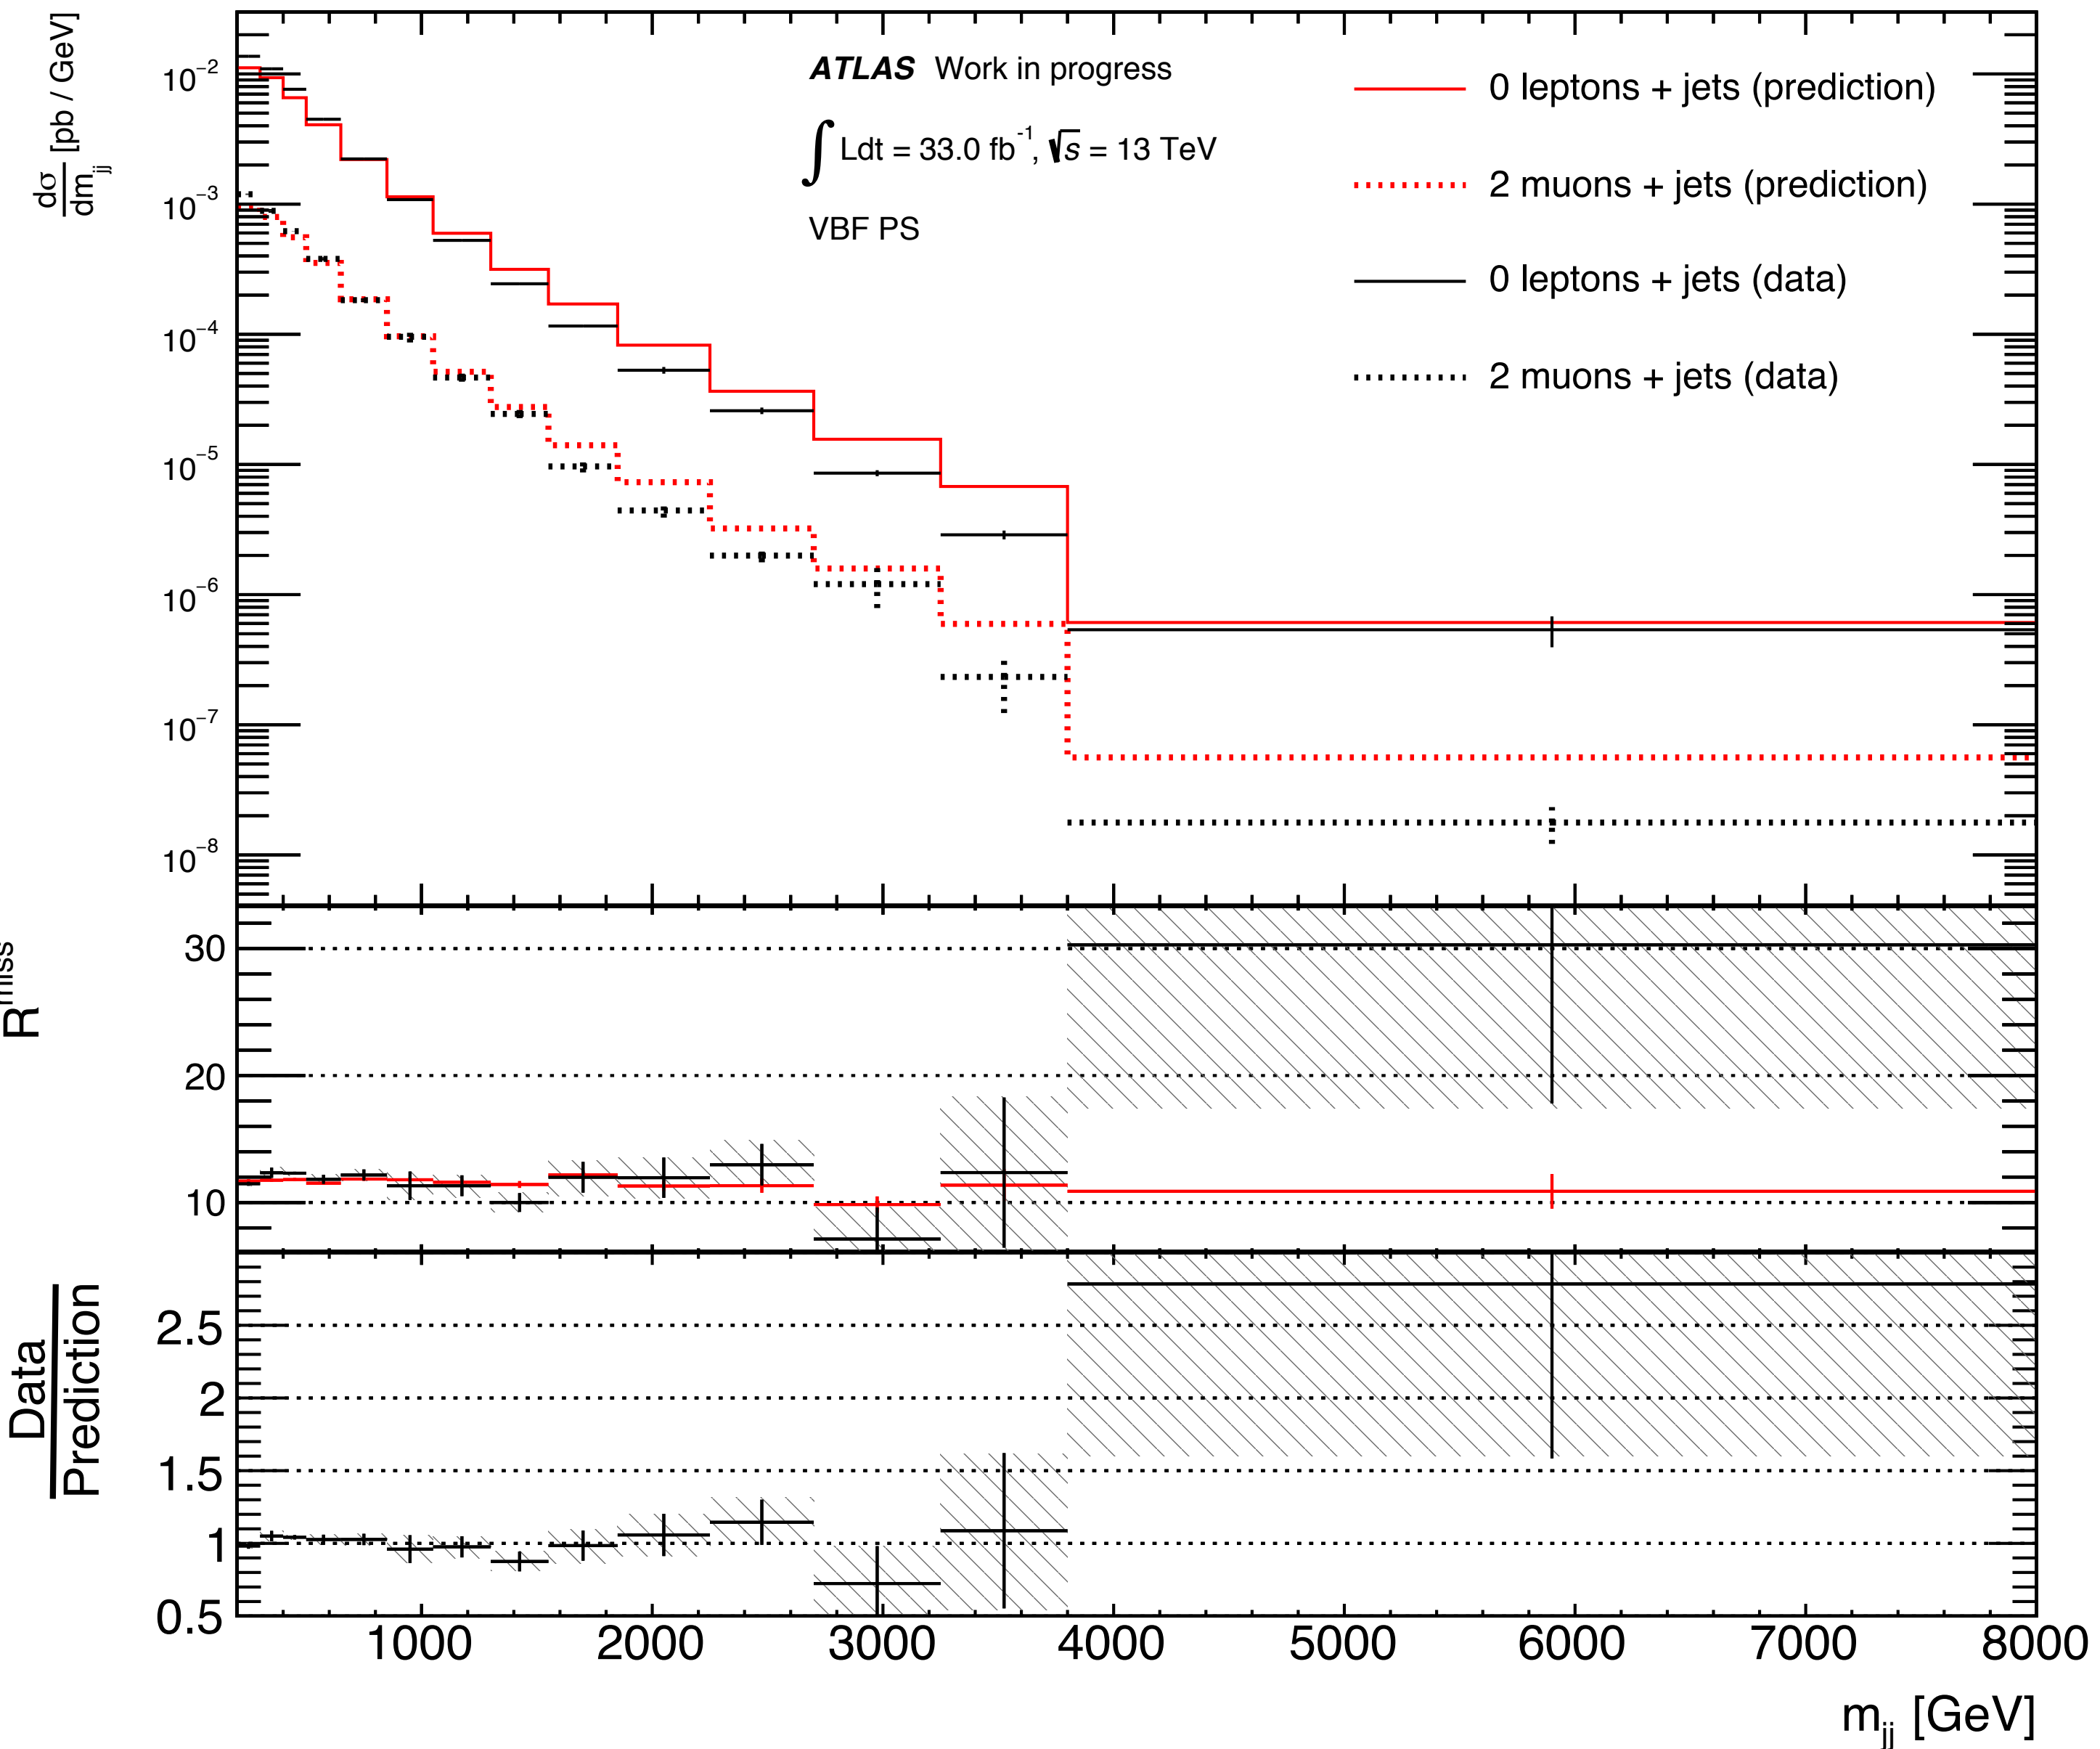 dσ
dm_jj [pb / GeV]
10⁻²
10⁻³
10⁻⁴
10⁻⁵
10⁻⁶
10⁻⁷
10⁻⁸
ATLAS Work in progress
∫ Ldt = 33.0 fb⁻¹, √s = 13 TeV
VBF PS
0 leptons + jets (prediction)
2 muons + jets (prediction)
0 leptons + jets (data)
2 muons + jets (data)
R^miss
30
20
10
Data
Prediction
2.5
2
1.5
1
0.5
1000 2000 3000 4000 5000 6000 7000 8000
m_jj [GeV]